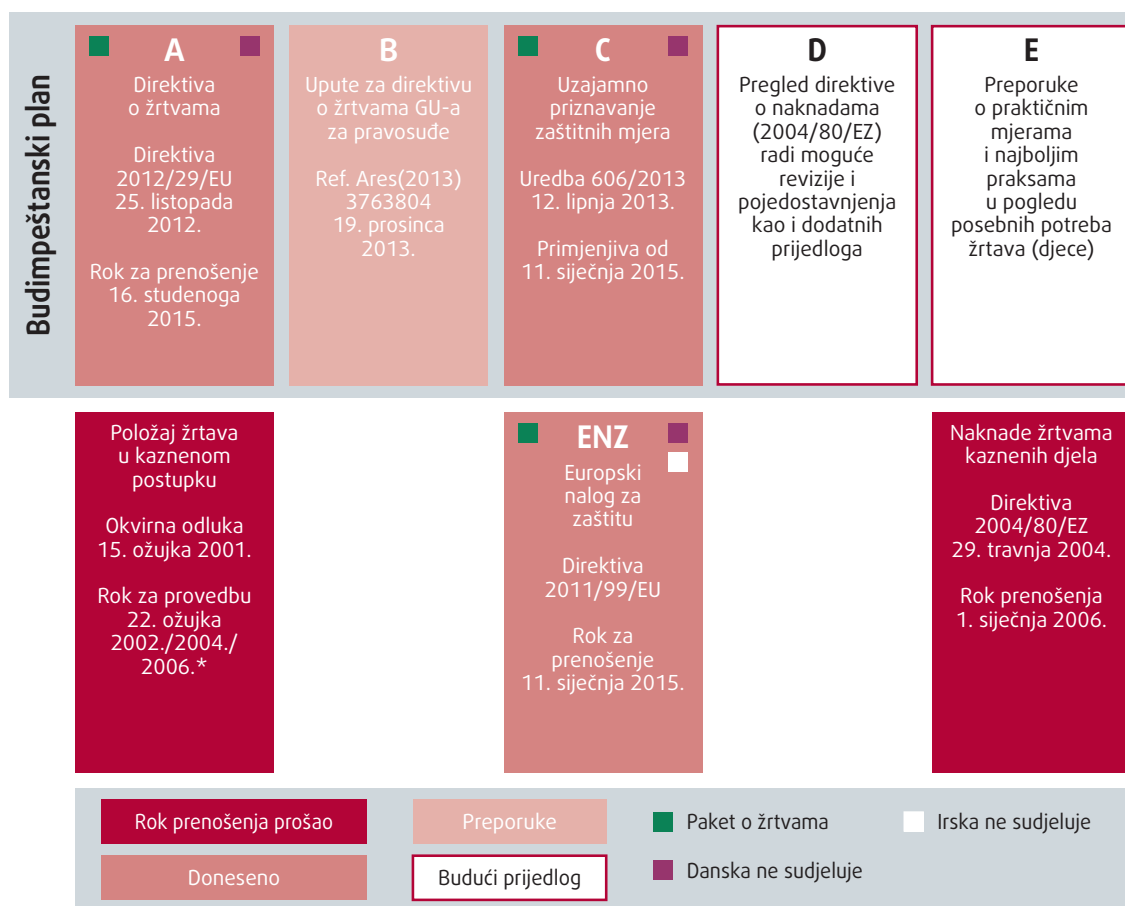 Budimpeštanski plan
A
Direktiva
o žrtvama
Direktiva
2012/29/EU
25. listopada
2012.
Rok za prenošenje
16. studenoga
2015.
B
Upute za direktivu
o žrtvama GU-a
za pravosuđe
Ref. Ares(2013)
3763804
19. prosinca
2013.
C
Uzajamno
priznavanje
zaštitnih mjera
Uredba 606/2013
12. lipnja 2013.
Primjenjiva od
11. siječnja 2015.
D
Pregled direktive
o naknadama
(2004/80/EZ)
radi moguće
revizije i
pojedostavnjenja
kao i dodatnih
prijedloga
E
Preporuke
o praktičnim
mjerama
i najboljim
praksama
u pogledu
posebnih potreba
žrtava (djece)
Položaj žrtava
u kaznenom
postupku
Okvirna odluka
15. ožujka 2001.
Rok za provedbu
22. ožujka
2002./2004./
2006.*
ENZ
Europski
nalog za
zaštitu
Direktiva
2011/99/EU
Rok za
prenošenje
11. siječnja 2015.
Naknade žrtvama
kaznenih djela
Direktiva
2004/80/EZ
29. travnja 2004.
Rok prenošenja
1. siječnja 2006.
Rok prenošenja prošao
Preporuke
Paket o žrtvama
Irska ne sudjeluje
Doneseno
Budući prijedlog
Danska ne sudjeluje